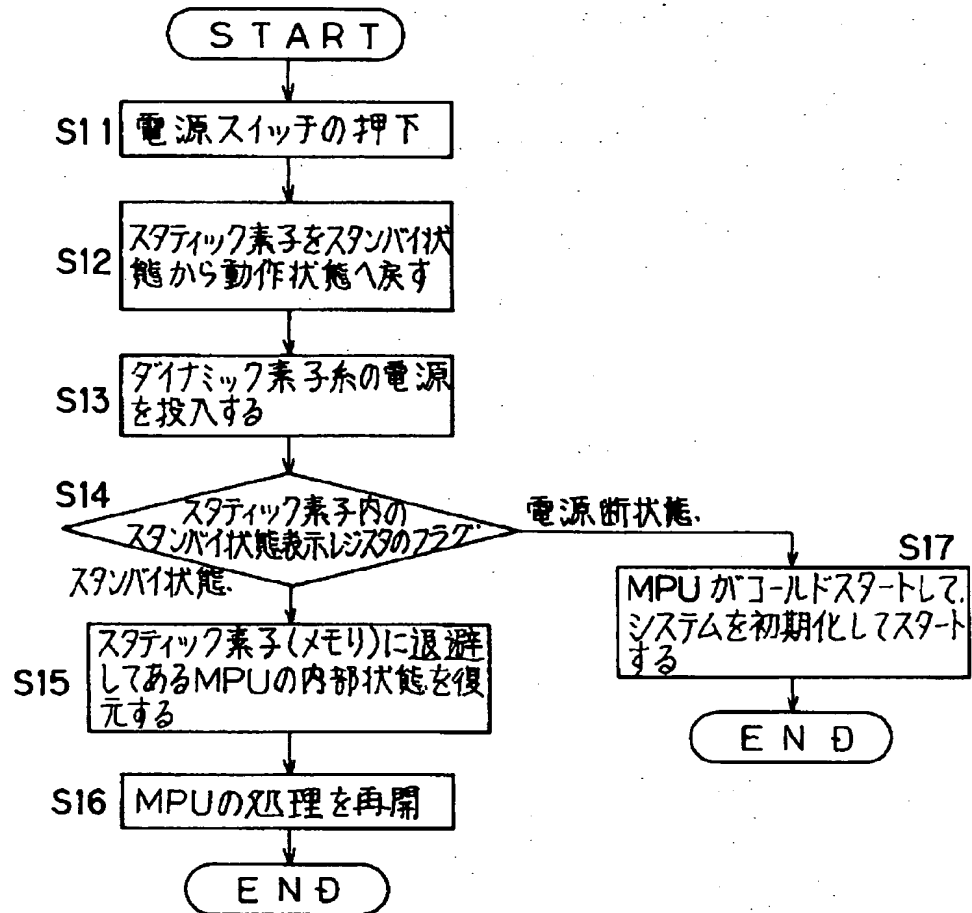 START
S11
電源スイッチの押下
S12
スタティック素子をスタンバイ状
態から動作状態へ戻す
S13
ダイナミック素子系の電源
を投入する
S14
スタティック素子内の
スタンバイ状態表示レジスタのフラグ
電源断状態.
スタンバイ状態.
S17
MPUがコールドスタートして,
システムを初期化してスタート
する
END
S15
スタティック素子(メモリ)に退避
してあるMPUの内部状態を復
元する
S16
MPUの処理を再開
END